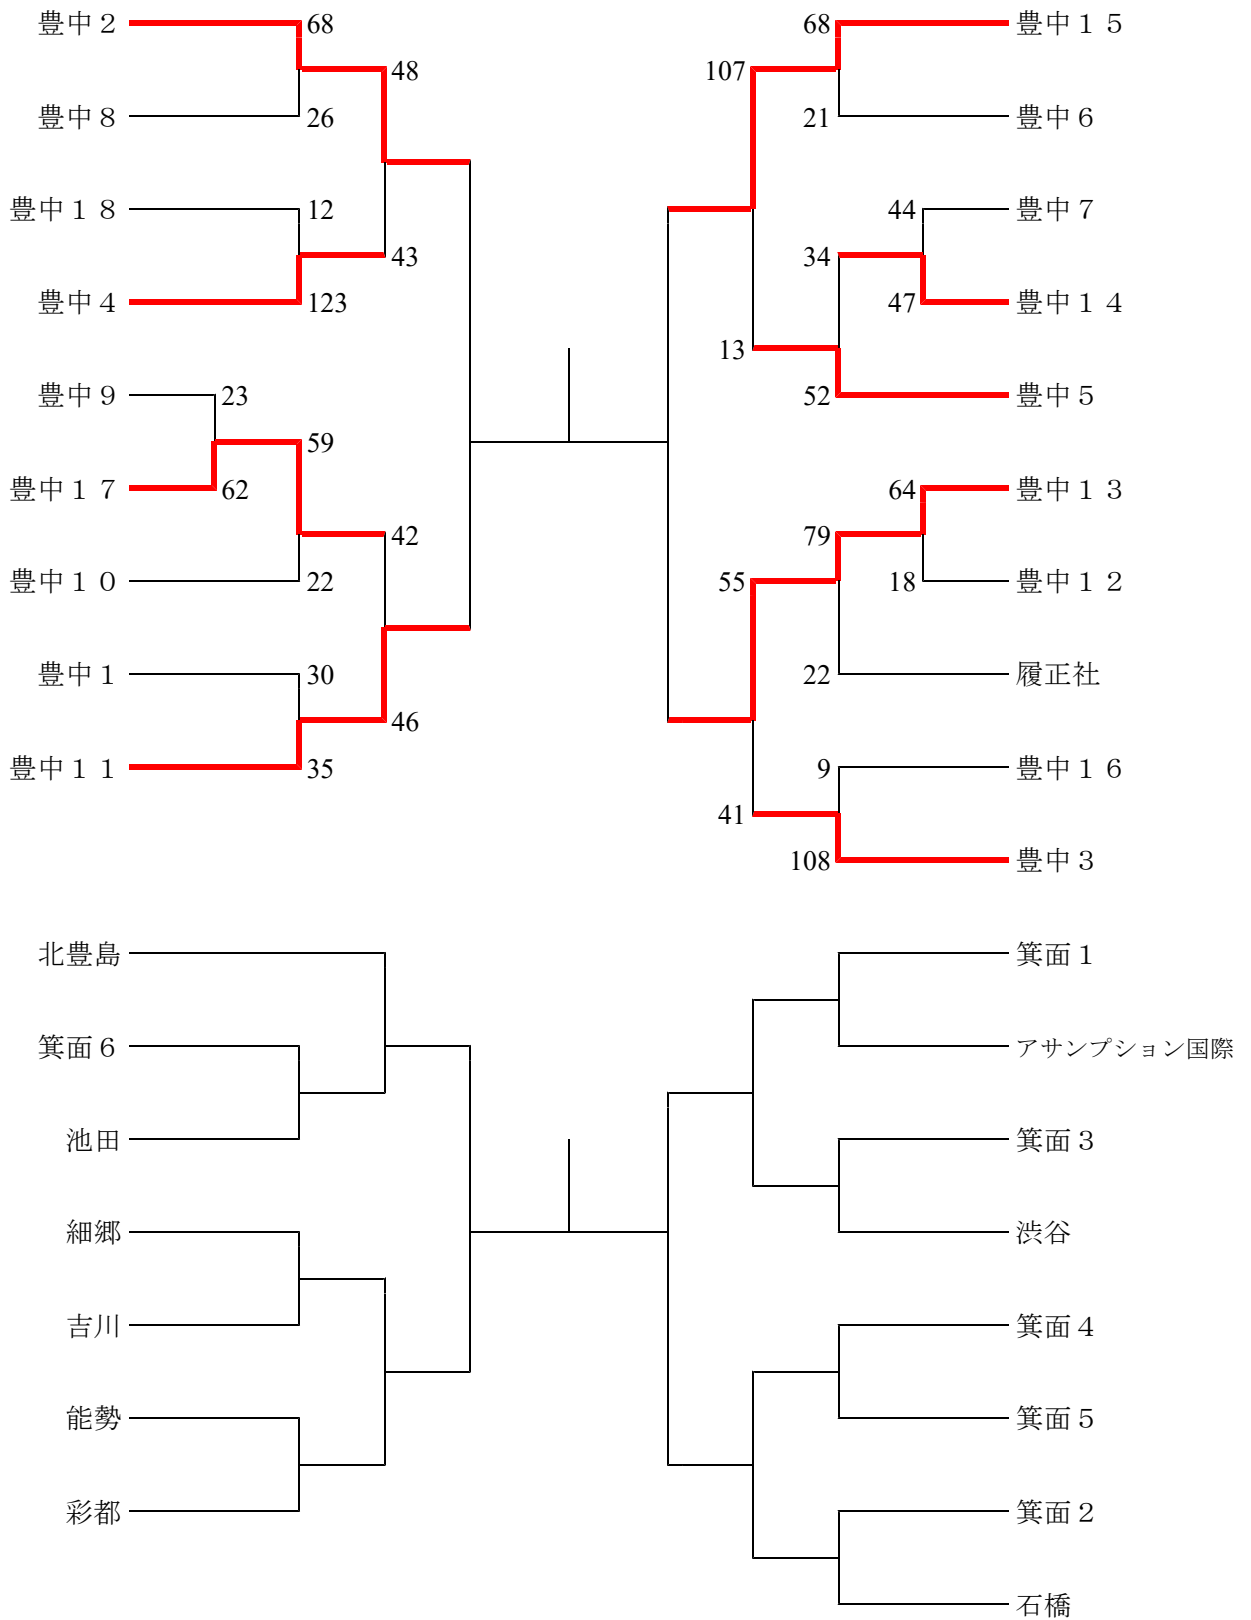 豊中２ 68 68 豊中１５
48 107
豊中８ 26 21 豊中６
豊中１８ 12 44 豊中７
43 34
豊中４ 123 47 豊中１４
13
豊中９ 23 52 豊中５
59
豊中１７ 62 64 豊中１３
42 79
豊中１０ 22 55 18 豊中１２
豊中１ 30 22 履正社
46
豊中１１ 35 9 豊中１６
41
108 豊中３
北豊島 箕面１
箕面６ アサンプション国際
池田 箕面３
細郷 渋谷
吉川 箕面４
能勢 箕面５
彩都 箕面２
石橋